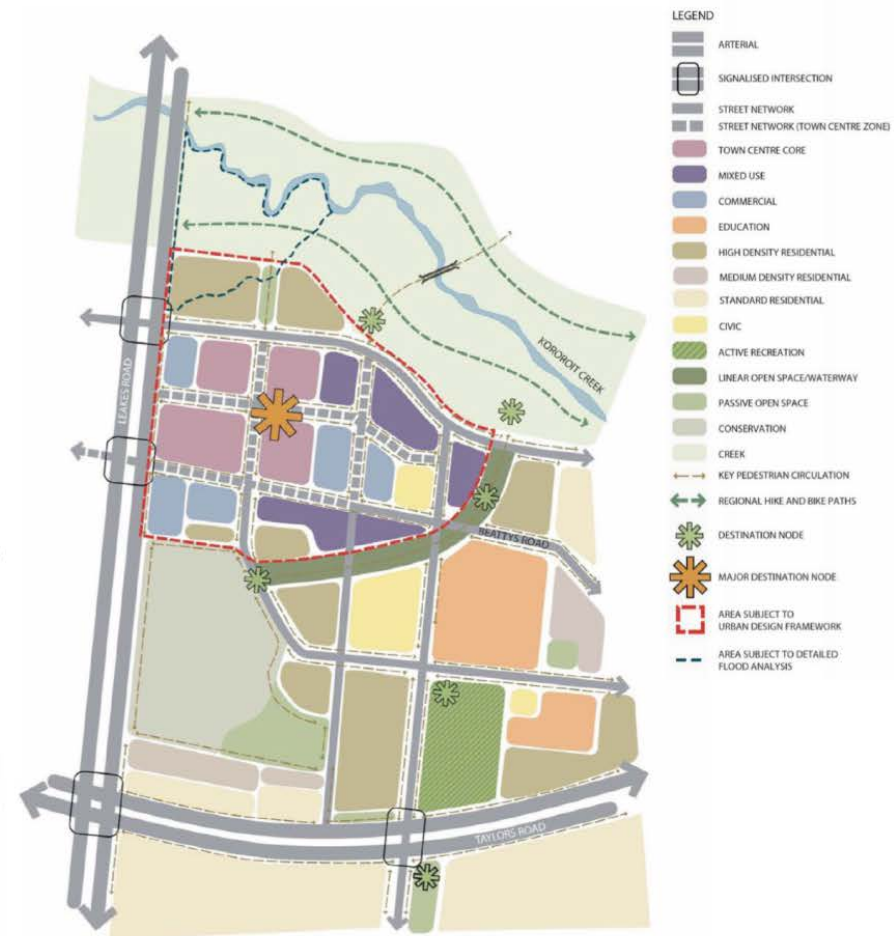 LEGEND
ARTERIAL
SIGNALISED INTERSECTION
STREET NETWORK
STREET NETWORK (TOWN CENTRE ZONE)
TOWN CENTRE CORE
MIXED USE
COMMERCIAL
EDUCATION
HIGH DENSITY RESIDENTIAL
MEDIUM DENSITY RESIDENTIAL
STANDARD RESIDENTIAL
CIVIC
ACTIVE RECREATION
LINEAR OPEN SPACE/WATERWAY
PASSIVE OPEN SPACE
CONSERVATION
CREEK
KEY PEDESTRIAN CIRCULATION
REGIONAL HIKE AND BIKE PATHS
DESTINATION NODE
MAJOR DESTINATION NODE
AREA SUBJECT TO
URBAN DESIGN FRAMEWORK
AREA SUBJECT TO DETAILED
FLOOD ANALYSIS
KOROROIT CREEK
LEAKES ROAD
BEATTYS ROAD
TAYLORS ROAD